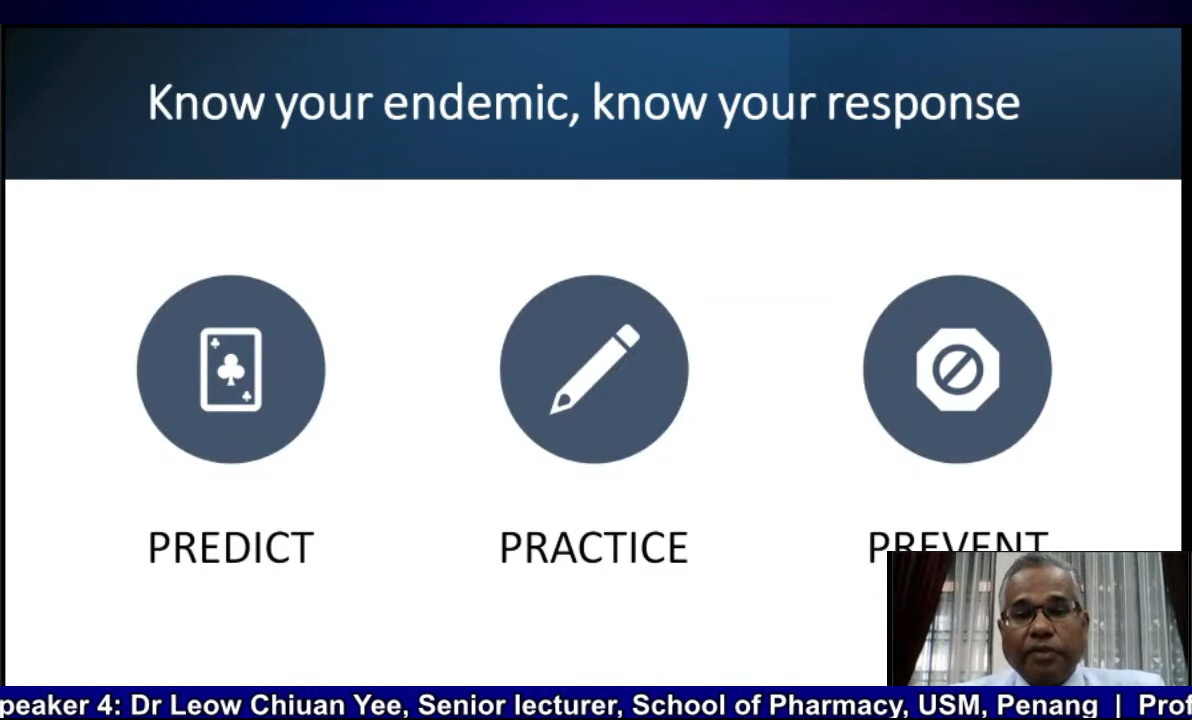 Know your endemic, know your response
PREDICT
PRACTICE
PREVENT
peaker 4: Dr Leow Chiuan Yee, Senior lecturer, School of Pharmacy, USM, Penang | Prof